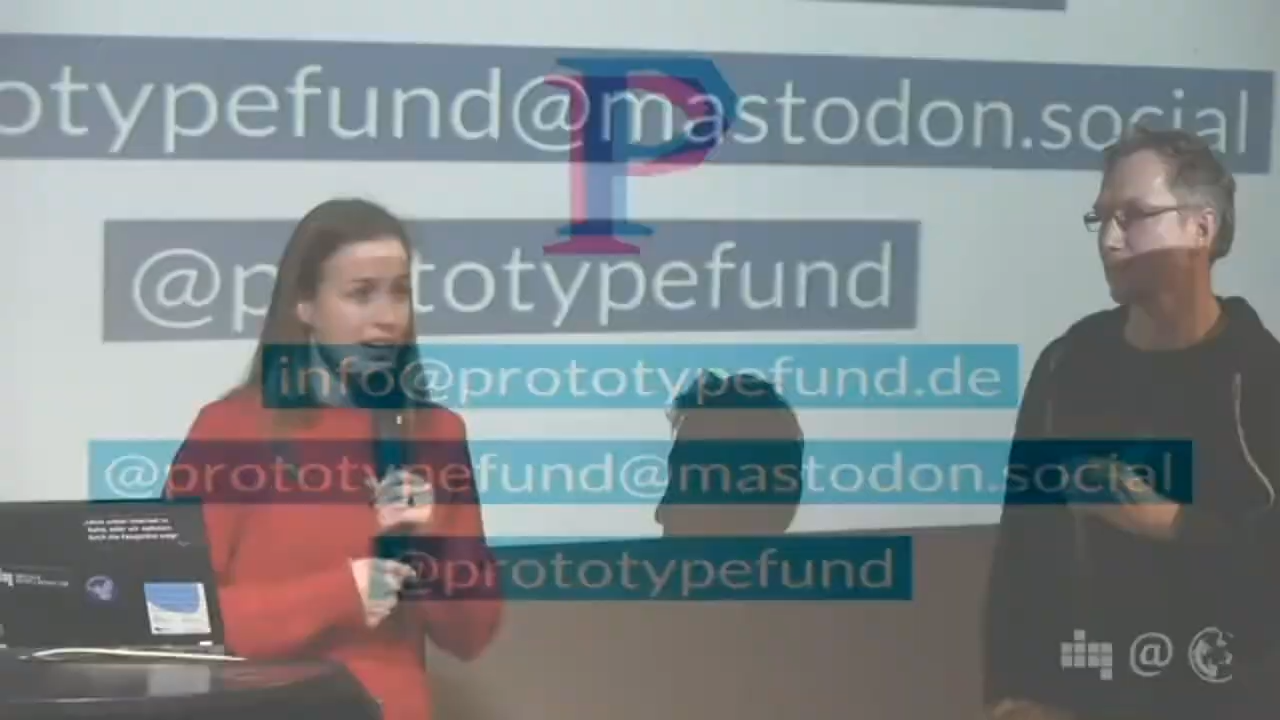 otypefund@mastodon.social
P
@prototypefund
info@prototypefund.de
@prototypefund@mastodon.social
@prototypefund
@